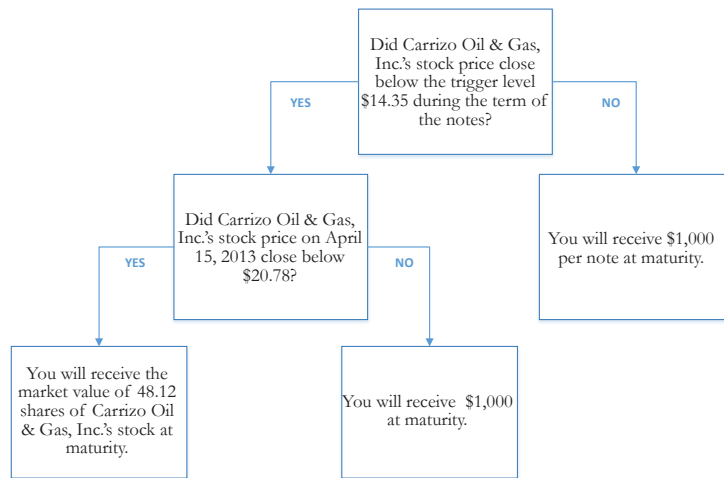 Did Carrizo Oil & Gas,
Inc.'s stock price close
below the trigger level
$14.35 during the term of
the notes?
YES
NO
Did Carrizo Oil & Gas,
Inc.'s stock price on April
15, 2013 close below
$20.78?
You will receive $1,000
per note at maturity.
YES
NO
You will receive the
market value of 48.12
shares of Carrizo Oil
& Gas, Inc.'s stock at
maturity.
You will receive $1,000
at maturity.